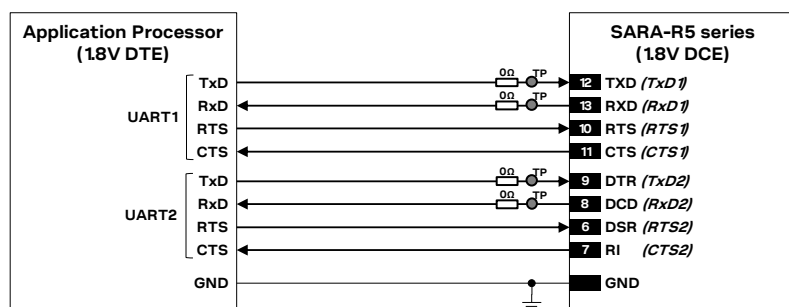 Application Processor
(1.8V DTE)
SARA-R5 series
(1.8V DCE)
UART1
TxD 0Ω TP 12 TXD (TxD1)
RxD 0Ω TP 13 RXD (RxD1)
RTS 10 RTS (RTS1)
CTS 11 CTS (CTS1)
UART2
TxD 0Ω TP 9 DTR (TxD2)
RxD 0Ω TP 8 DCD (RxD2)
RTS 6 DSR (RTS2)
CTS 7 RI (CTS2)
GND GND